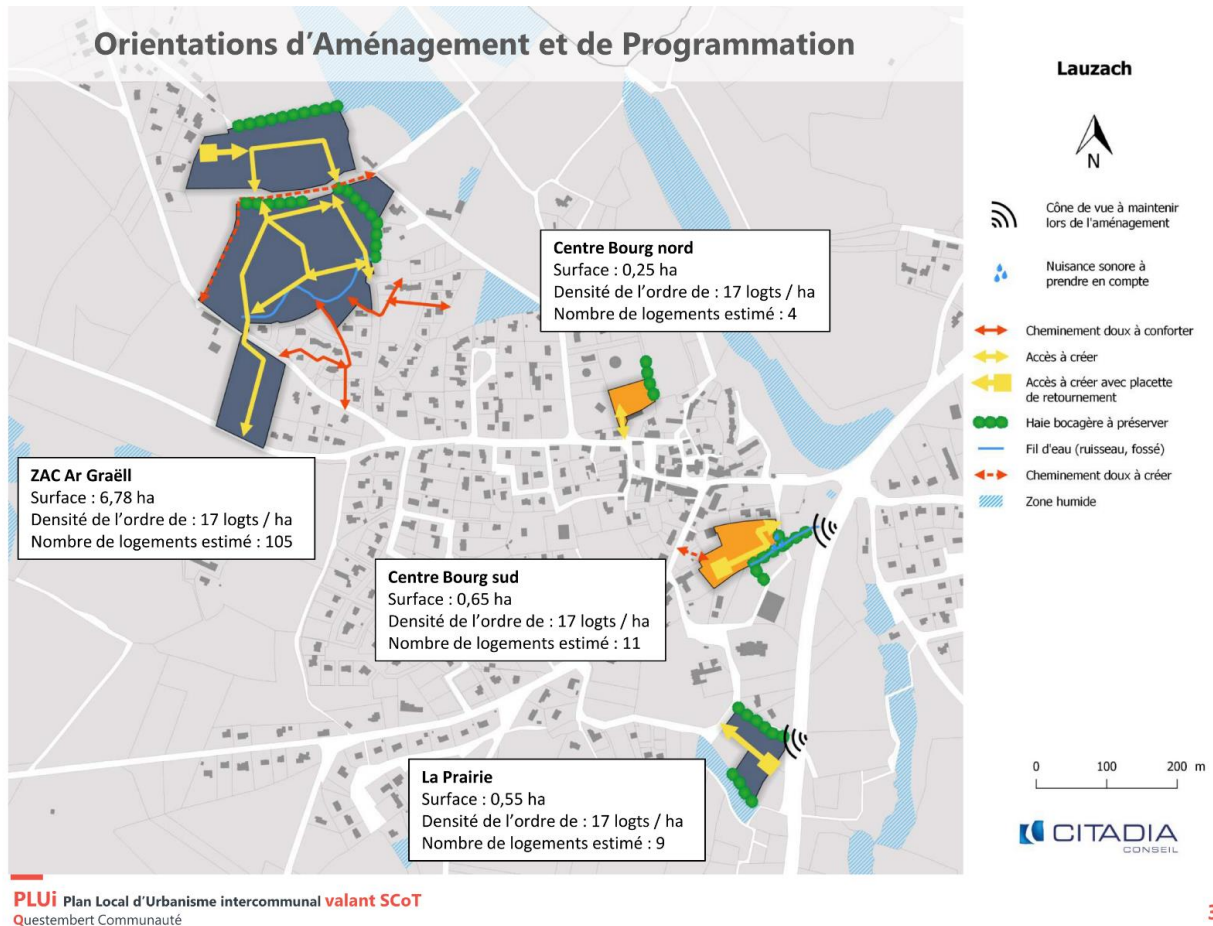 Orientations d'Aménagement et de Programmation
Lauzach
N
Cône de vue à maintenir
lors de l'aménagement
Nuisance sonore à
prendre en compte
Cheminement doux à conforter
Accès à créer
Accès à créer avec placette
de retournement
Haie bocagère à préserver
Fil d'eau (ruisseau, fossé)
Cheminement doux à créer
Zone humide
Centre Bourg nord
Surface : 0,25 ha
Densité de l'ordre de : 17 logts / ha
Nombre de logements estimé : 4
ZAC Ar Graëll
Surface : 6,78 ha
Densité de l'ordre de : 17 logts / ha
Nombre de logements estimé : 105
Centre Bourg sud
Surface : 0,65 ha
Densité de l'ordre de : 17 logts / ha
Nombre de logements estimé : 11
La Prairie
Surface : 0,55 ha
Densité de l'ordre de : 17 logts / ha
Nombre de logements estimé : 9
0 100 200 m
CITADIA
CONSEIL
PLUi Plan Local d'Urbanisme intercommunal valant SCoT
Questembert Communauté